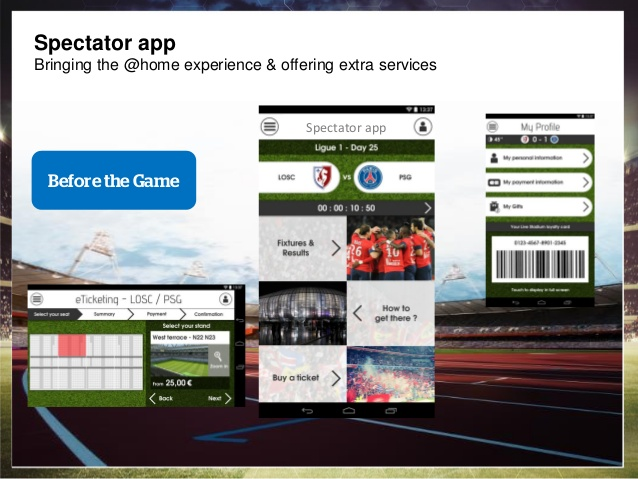 Spectator app
Bringing the @home experience & offering extra services
Before the Game
13:37
Spectator app
Ligue 1 - Day 25
LOSC VS PSG
00 : 00 : 10 : 50
Fixtures &
Results
How to
get there ?
Buy a ticket
My Profile
45'
0 - 1
My personal information
My payment information
My Gifts
Your Live Stadium loyalty card
0123-4567-8901-2345
Touch to display in full screen
eTicketing - LOSC / PSG
Select your seat
Summary
Payment
Confirmation
Select your stand
West terrace - N22 N23
Zoom in
From 25,00 €
Back
Next